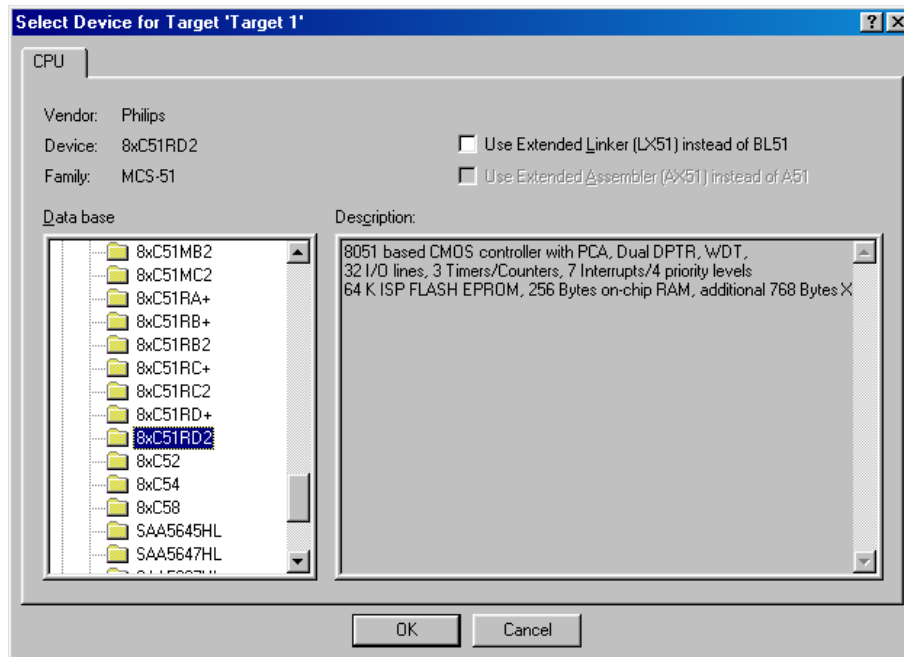 Select Device for Target 'Target 1'
CPU
Vendor: Philips
Device: 8xC51RD2
Family: MCS-51
Use Extended Linker (LX51) instead of BL51
Use Extended Assembler (AX51) instead of A51
Data base
8xC51MB2
8xC51MC2
8xC51RA+
8xC51RB+
8xC51RB2
8xC51RC+
8xC51RC2
8xC51RD+
8xC51RD2
8xC52
8xC54
8xC58
SAA5645HL
SAA5647HL
Description:
8051 based CMOS controller with PCA, Dual DPTR, WDT,
32 I/O lines, 3 Timers/Counters, 7 Interrupts/4 priority levels
64 K ISP FLASH EPROM, 256 Bytes on-chip RAM, additional 768 Bytes X
OK
Cancel